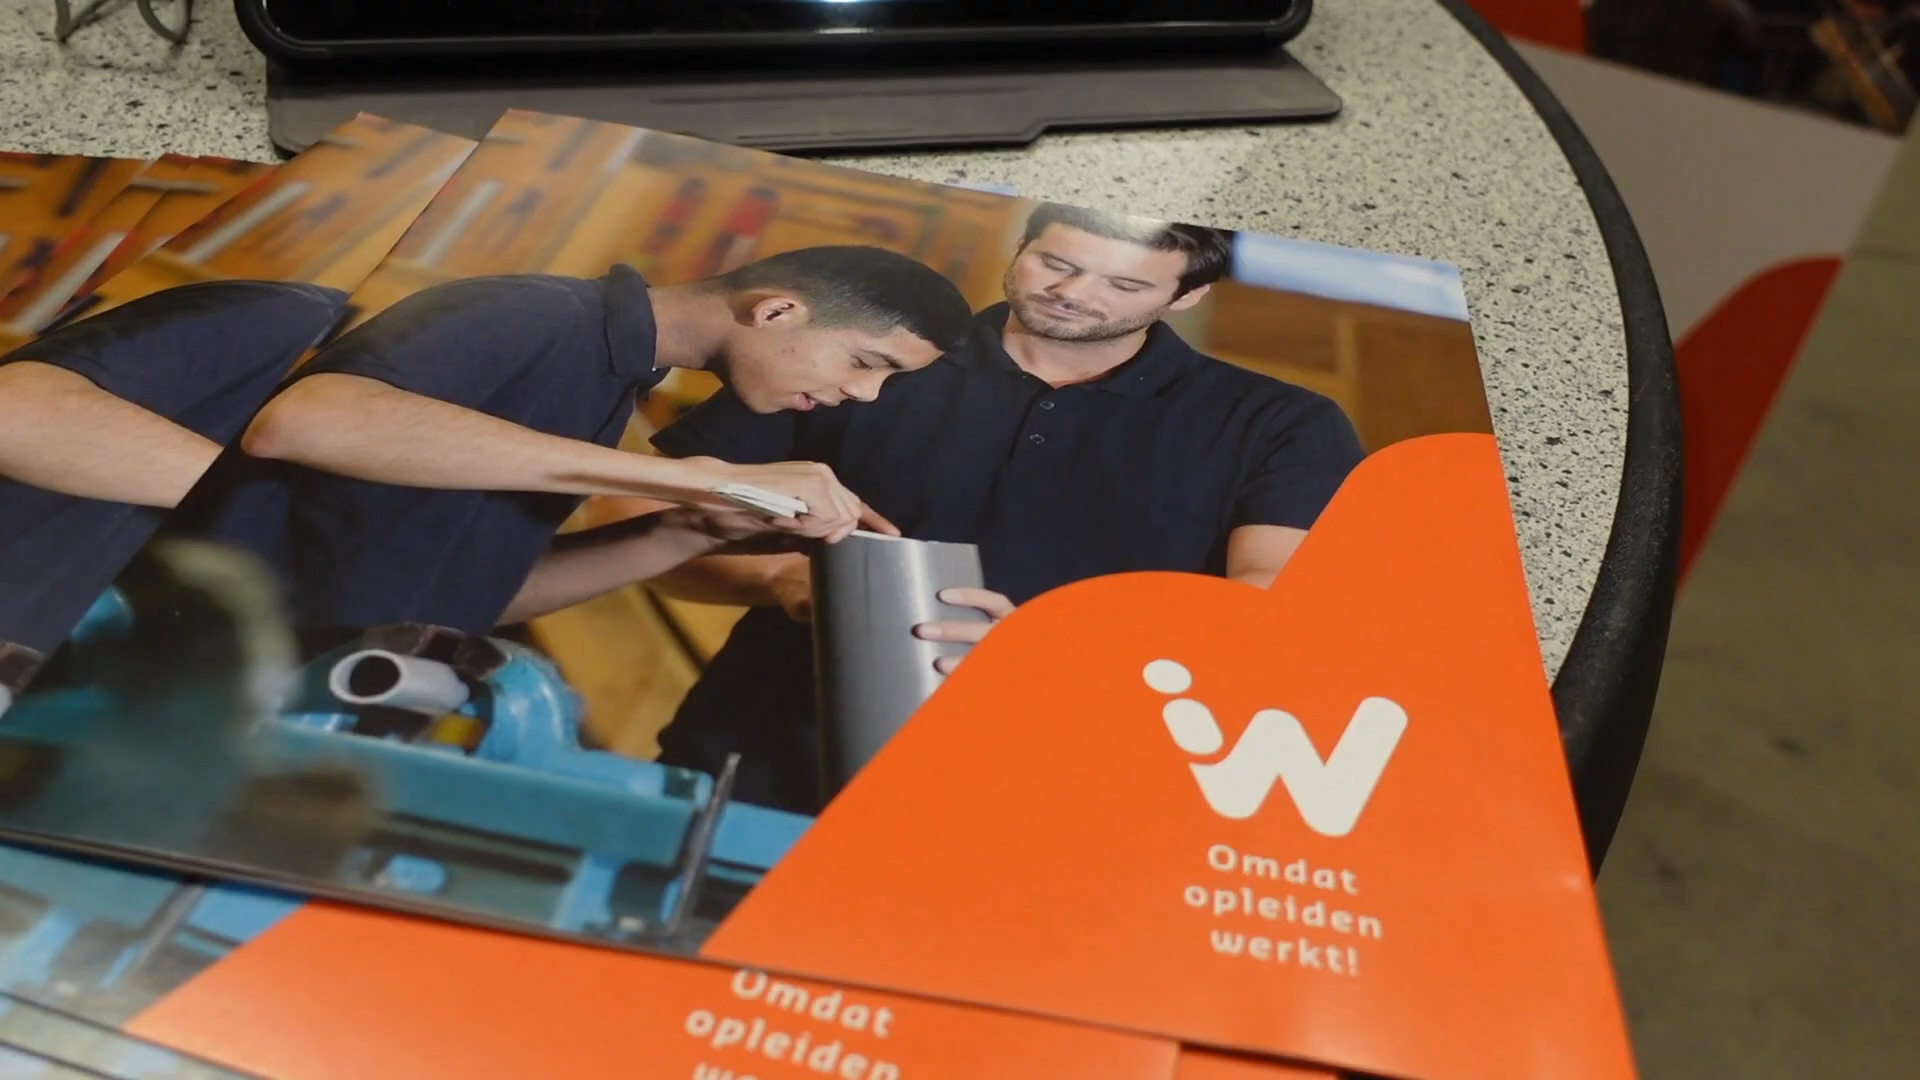 iw
Omdat
opleiden
werkt!
Omdat
opleiden